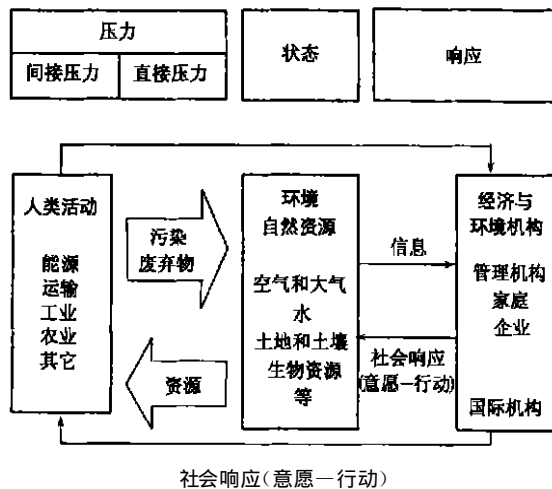 压力
间接压力
直接压力
状态
响应
人类活动
能源
运输
工业
农业
其它
污染
废弃物
资源
环境
自然资源
空气和大气
水
土地和土壤
生物资源
等
信息
社会响应
(意愿-行动)
经济与
环境机构
管理机构
家庭
企业
国际机构
社会响应(意愿-行动)